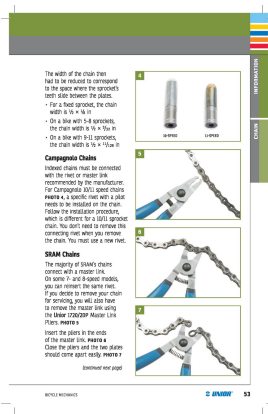 The width of the chain then
had to be reduced to correspond
to the space where the sprocket's
teeth slide between the plates.
• For a fixed sprocket, the chain
width is ½ × ⅛ in
• On a bike with 5-8 sprockets,
the chain width is ½ × 3/32 in
• On a bike with 9-11 sprockets,
the chain width is ½ × 11/128 in
Campagnolo Chains
Indexed chains must be connected
with the rivet or master link
recommended by the manufacturer.
For Campagnolo 10/11 speed chains
PHOTO 4, a specific rivet with a pilot
needs to be installed on the chain.
Follow the installation procedure,
which is different for a 10/11 sprocket
chain. You don't need to remove this
connecting rivet when you remove
the chain. You must use a new rivet.
SRAM Chains
The majority of SRAM's chains
connect with a master link.
On some 7- and 8-speed models,
you can reinsert the same rivet.
If you decide to remove your chain
for servicing, you will also have
to remove the master link using
the Unior 1720/2DP Master Link
Pliers. PHOTO 5
Insert the pliers in the ends
of the master link. PHOTO 6
Close the pliers and the two plates
should come apart easily. PHOTO 7
(continued next page)
4
10-SPEED
11-SPEED
5
6
7
INFORMATION
CHAIN
BICYCLE MECHANICS
UNIOR
53